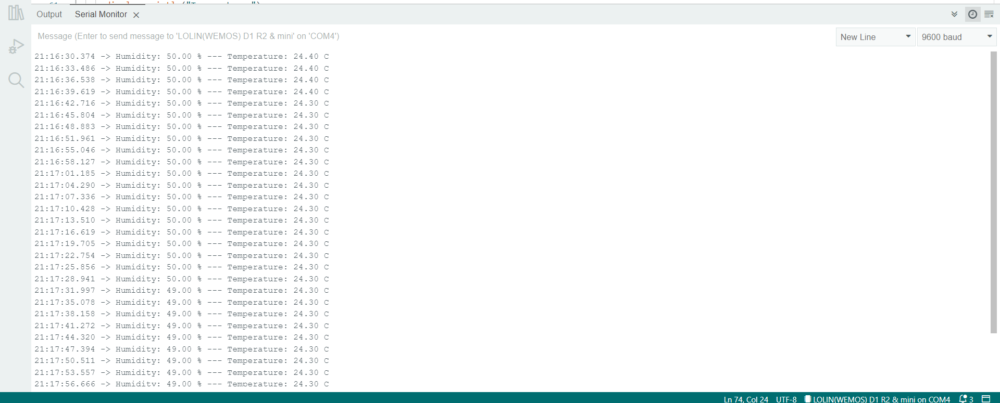 Output Serial Monitor
Message (Enter to send message to 'LOLIN(WEMOS) D1 R2 & mini' on 'COM4')
New Line 9600 baud
21:16:30.374 -> Humidity: 50.00 % --- Temperature: 24.40 C
21:16:33.486 -> Humidity: 50.00 % --- Temperature: 24.40 C
21:16:36.538 -> Humidity: 50.00 % --- Temperature: 24.40 C
21:16:39.619 -> Humidity: 50.00 % --- Temperature: 24.40 C
21:16:42.716 -> Humidity: 50.00 % --- Temperature: 24.30 C
21:16:45.804 -> Humidity: 50.00 % --- Temperature: 24.30 C
21:16:48.883 -> Humidity: 50.00 % --- Temperature: 24.30 C
21:16:51.961 -> Humidity: 50.00 % --- Temperature: 24.30 C
21:16:55.046 -> Humidity: 50.00 % --- Temperature: 24.30 C
21:16:58.127 -> Humidity: 50.00 % --- Temperature: 24.30 C
21:17:01.185 -> Humidity: 50.00 % --- Temperature: 24.30 C
21:17:04.290 -> Humidity: 50.00 % --- Temperature: 24.30 C
21:17:07.336 -> Humidity: 50.00 % --- Temperature: 24.30 C
21:17:10.428 -> Humidity: 50.00 % --- Temperature: 24.30 C
21:17:13.510 -> Humidity: 50.00 % --- Temperature: 24.30 C
21:17:16.619 -> Humidity: 50.00 % --- Temperature: 24.30 C
21:17:19.705 -> Humidity: 50.00 % --- Temperature: 24.30 C
21:17:22.754 -> Humidity: 50.00 % --- Temperature: 24.30 C
21:17:25.856 -> Humidity: 50.00 % --- Temperature: 24.30 C
21:17:28.941 -> Humidity: 50.00 % --- Temperature: 24.30 C
21:17:31.997 -> Humidity: 49.00 % --- Temperature: 24.30 C
21:17:35.078 -> Humidity: 49.00 % --- Temperature: 24.30 C
21:17:38.158 -> Humidity: 49.00 % --- Temperature: 24.30 C
21:17:41.272 -> Humidity: 49.00 % --- Temperature: 24.30 C
21:17:44.320 -> Humidity: 49.00 % --- Temperature: 24.30 C
21:17:47.394 -> Humidity: 49.00 % --- Temperature: 24.30 C
21:17:50.511 -> Humidity: 49.00 % --- Temperature: 24.30 C
21:17:53.557 -> Humidity: 49.00 % --- Temperature: 24.30 C
21:17:56.666 -> Humidity: 49.00 % --- Temperature: 24.30 C
Ln 74, Col 24 UTF-8 LOLIN(WEMOS) D1 R2 & mini on COM4 3